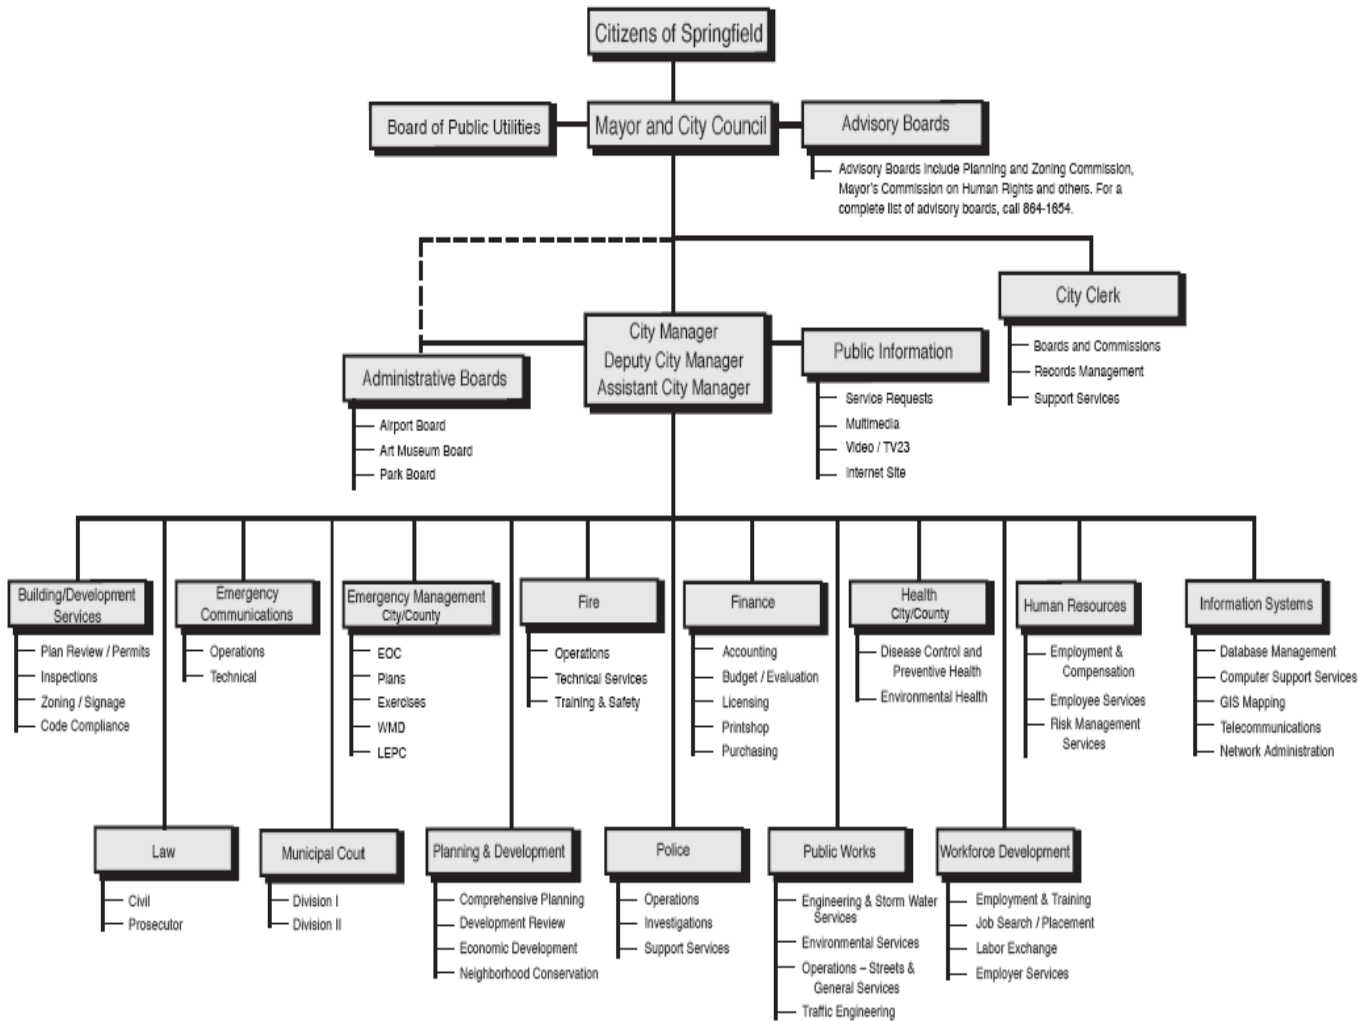 Citizens of Springfield
Board of Public Utilities
Mayor and City Council
Advisory Boards
Advisory Boards include Planning and Zoning Commission,
Mayor's Commission on Human Rights and others. For a
complete list of advisory boards, call 864-1654.
City Clerk
Boards and Commissions
Records Management
Support Services
City Manager
Deputy City Manager
Assistant City Manager
Public Information
Service Requests
Multimedia
Video / TV23
Internet Site
Administrative Boards
Airport Board
Art Museum Board
Park Board
Building/Development
Services
Plan Review / Permits
Inspections
Zoning / Signage
Code Compliance
Emergency
Communications
Operations
Technical
Emergency Management
City/County
EOC
Plans
Exercises
WMD
LEPC
Fire
Operations
Technical Services
Training & Safety
Finance
Accounting
Budget / Evaluation
Licensing
Printshop
Purchasing
Health
City/County
Disease Control and
Preventive Health
Environmental Health
Human Resources
Employment &
Compensation
Employee Services
Risk Management
Services
Information Systems
Database Management
Computer Support Services
GIS Mapping
Telecommunications
Network Administration
Law
Civil
Prosecutor
Municipal Court
Division I
Division II
Planning & Development
Comprehensive Planning
Development Review
Economic Development
Neighborhood Conservation
Police
Operations
Investigations
Support Services
Public Works
Engineering & Storm Water
Services
Environmental Services
Operations – Streets &
General Services
Traffic Engineering
Workforce Development
Employment & Training
Job Search / Placement
Labor Exchange
Employer Services